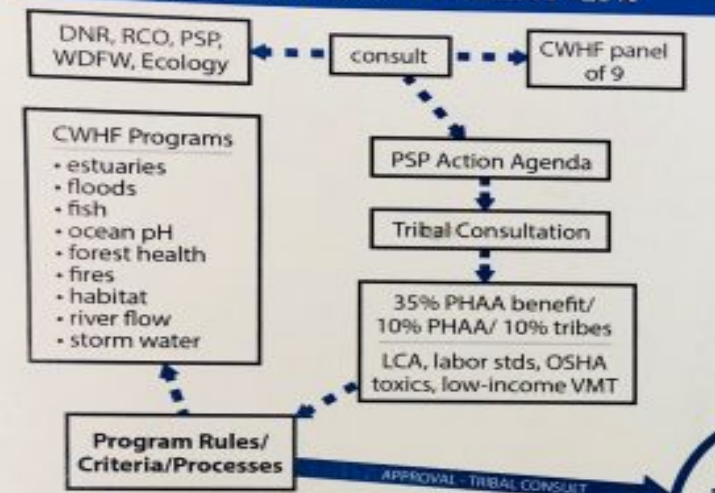 DNR, RCO, PSP,
WDFW, Ecology
consult
CWHF panel
of 9
CWHF Programs
• estuaries
• floods
• fish
• ocean pH
• forest health
• fires
• habitat
• river flow
• storm water
PSP Action Agenda
Tribal Consultation
35% PHAA benefit/
10% PHAA/ 10% tribes
LCA, labor stds, OSHA
toxics, low-income VMT
Program Rules/
Criteria/Processes
APPROVAL - TRIBAL CONSULT